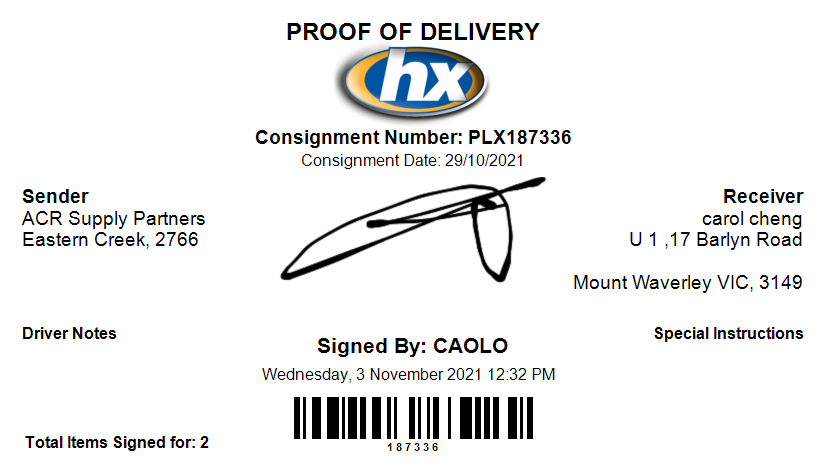 PROOF OF DELIVERY
hx
Consignment Number: PLX187336
Consignment Date: 29/10/2021
Sender
ACR Supply Partners
Eastern Creek, 2766
Receiver
carol cheng
U 1 ,17 Barlyn Road
Mount Waverley VIC, 3149
Driver Notes
Special Instructions
Signed By: CAOLO
Wednesday, 3 November 2021 12:32 PM
187336
Total Items Signed for: 2